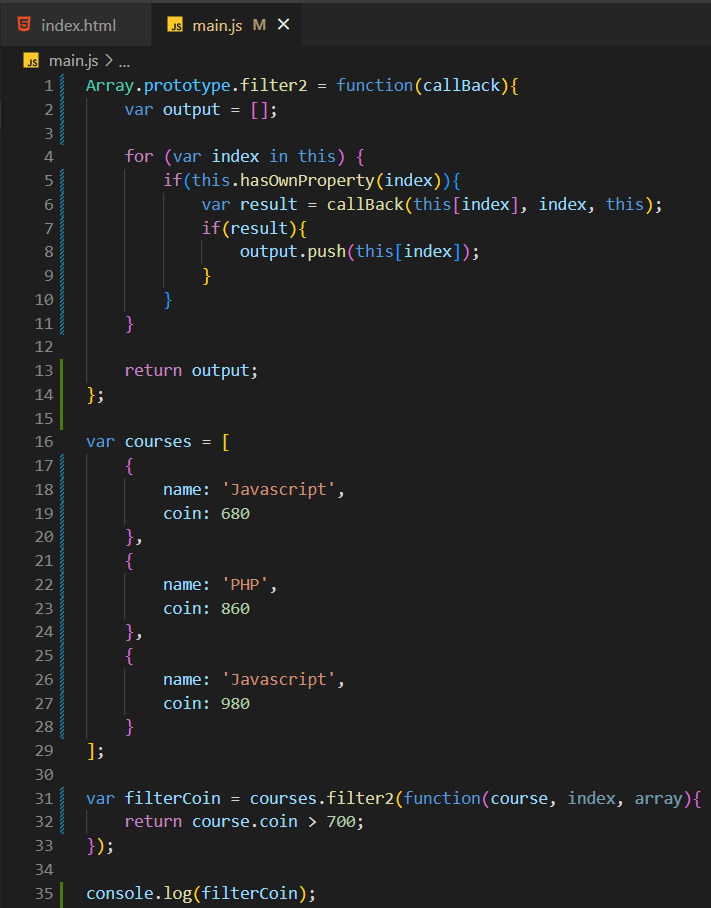 index.html
JS main.js M ×
JS main.js > ...
1 Array.prototype.filter2 = function(callBack){
2     var output = [];
3
4     for (var index in this) {
5         if(this.hasOwnProperty(index)){
6             var result = callBack(this[index], index, this);
7             if(result){
8                 output.push(this[index]);
9             }
10         }
11     }
12
13     return output;
14 };
15
16 var courses = [
17     {
18         name: 'Javascript',
19         coin: 680
20     },
21     {
22         name: 'PHP',
23         coin: 860
24     },
25     {
26         name: 'Javascript',
27         coin: 980
28     }
29 ];
30
31 var filterCoin = courses.filter2(function(course, index, array){
32     return course.coin > 700;
33 });
34
35 console.log(filterCoin);